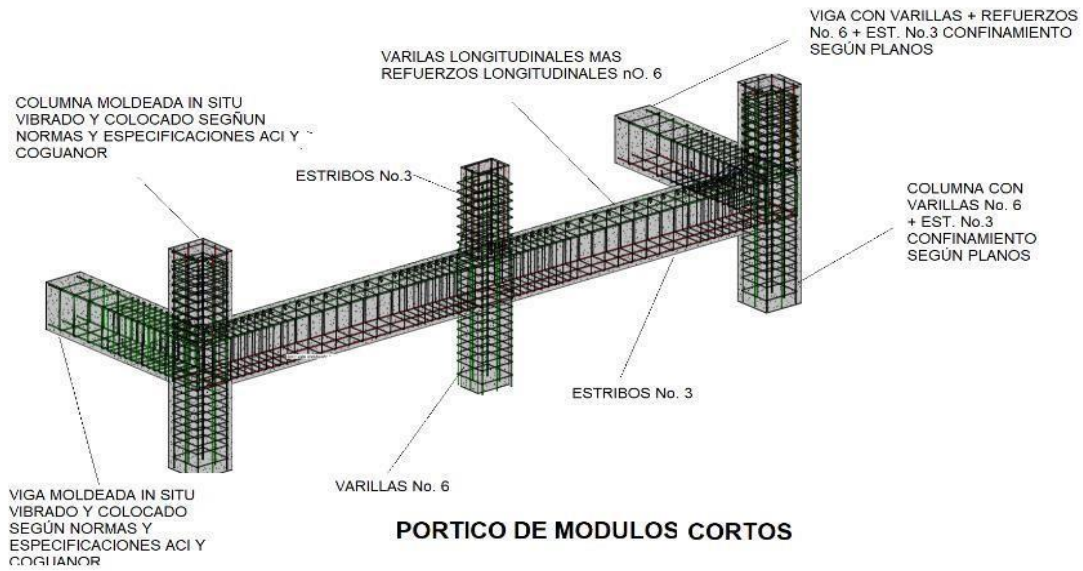 VIGA CON VARILLAS + REFUERZOS
No. 6 + EST. No.3 CONFINAMIENTO
SEGÚN PLANOS
VARILAS LONGITUDINALES MAS
REFUERZOS LONGITUDINALES nO. 6
COLUMNA MOLDEADA IN SITU
VIBRADO Y COLOCADO SEGÑUN
NORMAS Y ESPECIFICACIONES ACI Y
COGUANOR
ESTRIBOS No.3
COLUMNA CON
VARILLAS No. 6
+ EST. No.3
CONFINAMIENTO
SEGÚN PLANOS
ESTRIBOS No. 3
VARILLAS No. 6
VIGA MOLDEADA IN SITU
VIBRADO Y COLOCADO
SEGÚN NORMAS Y
ESPECIFICACIONES ACI Y
COGUANOR
PORTICO DE MODULOS CORTOS